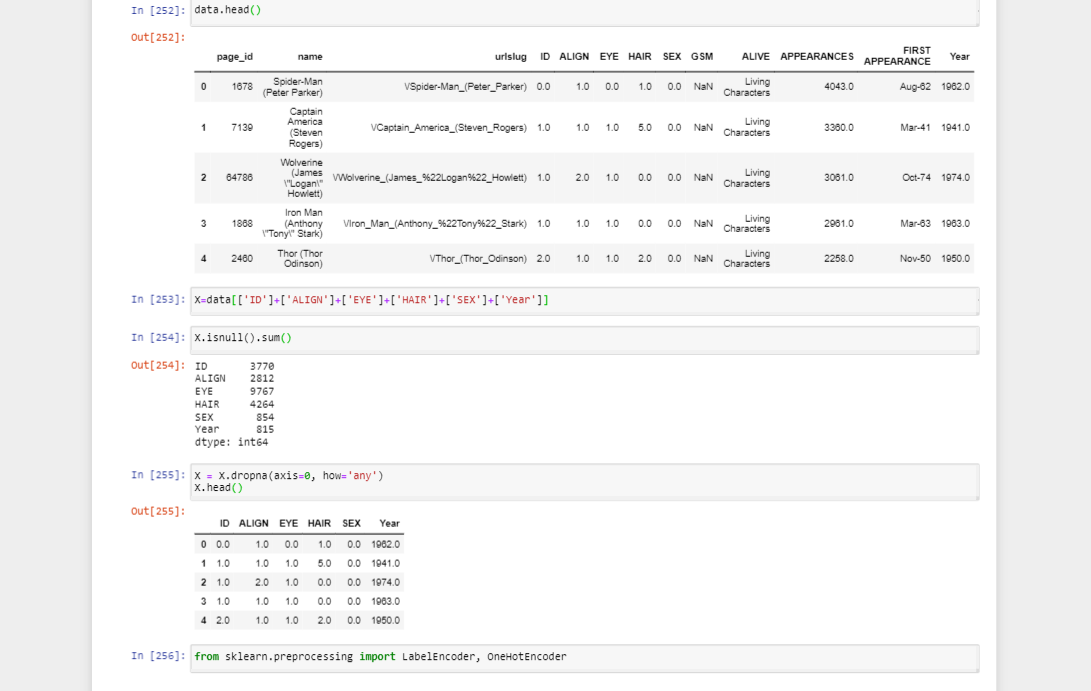 In [252]: data.head()
Out[252]:
page_id name urlslug ID ALIGN EYE HAIR SEX GSM ALIVE APPEARANCES FIRST APPEARANCE Year
0 1678 Spider-Man (Peter Parker) \/Spider-Man_(Peter_Parker) 0.0 1.0 0.0 1.0 0.0 NaN Living Characters 4043.0 Aug-62 1962.0
1 7139 Captain America (Steven Rogers) \/Captain_America_(Steven_Rogers) 1.0 1.0 1.0 5.0 0.0 NaN Living Characters 3360.0 Mar-41 1941.0
2 64786 Wolverine (James \"Logan\" Howlett) \/Wolverine_(James_%22Logan%22_Howlett) 1.0 2.0 1.0 0.0 0.0 NaN Living Characters 3061.0 Oct-74 1974.0
3 1868 Iron Man (Anthony \"Tony\" Stark) \/Iron_Man_(Anthony_%22Tony%22_Stark) 1.0 1.0 1.0 0.0 0.0 NaN Living Characters 2961.0 Mar-63 1963.0
4 2460 Thor (Thor Odinson) \/Thor_(Thor_Odinson) 2.0 1.0 1.0 2.0 0.0 NaN Living Characters 2258.0 Nov-50 1950.0
In [253]: X=data[['ID']+['ALIGN']+['EYE']+['HAIR']+['SEX']+['Year']]
In [254]: X.isnull().sum()
Out[254]: ID 3770
ALIGN 2812
EYE 9767
HAIR 4264
SEX 854
Year 815
dtype: int64
In [255]: X = X.dropna(axis=0, how='any')
X.head()
Out[255]:
ID ALIGN EYE HAIR SEX Year
0 0.0 1.0 0.0 1.0 0.0 1962.0
1 1.0 1.0 1.0 5.0 0.0 1941.0
2 1.0 2.0 1.0 0.0 0.0 1974.0
3 1.0 1.0 1.0 0.0 0.0 1963.0
4 2.0 1.0 1.0 2.0 0.0 1950.0
In [256]: from sklearn.preprocessing import LabelEncoder, OneHotEncoder